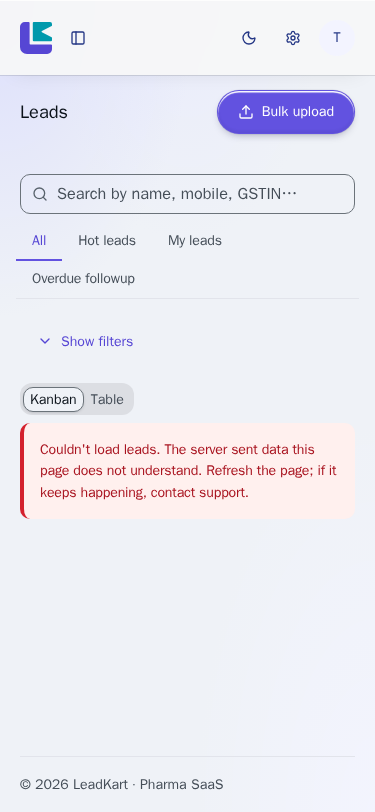 T
Leads
Bulk upload
Search by name, mobile, GSTIN···
All
Hot leads
My leads
Overdue followup
Show filters
Kanban
Table
Couldn't load leads. The server sent data this
page does not understand. Refresh the page; if it
keeps happening, contact support.
© 2026 LeadKart · Pharma SaaS